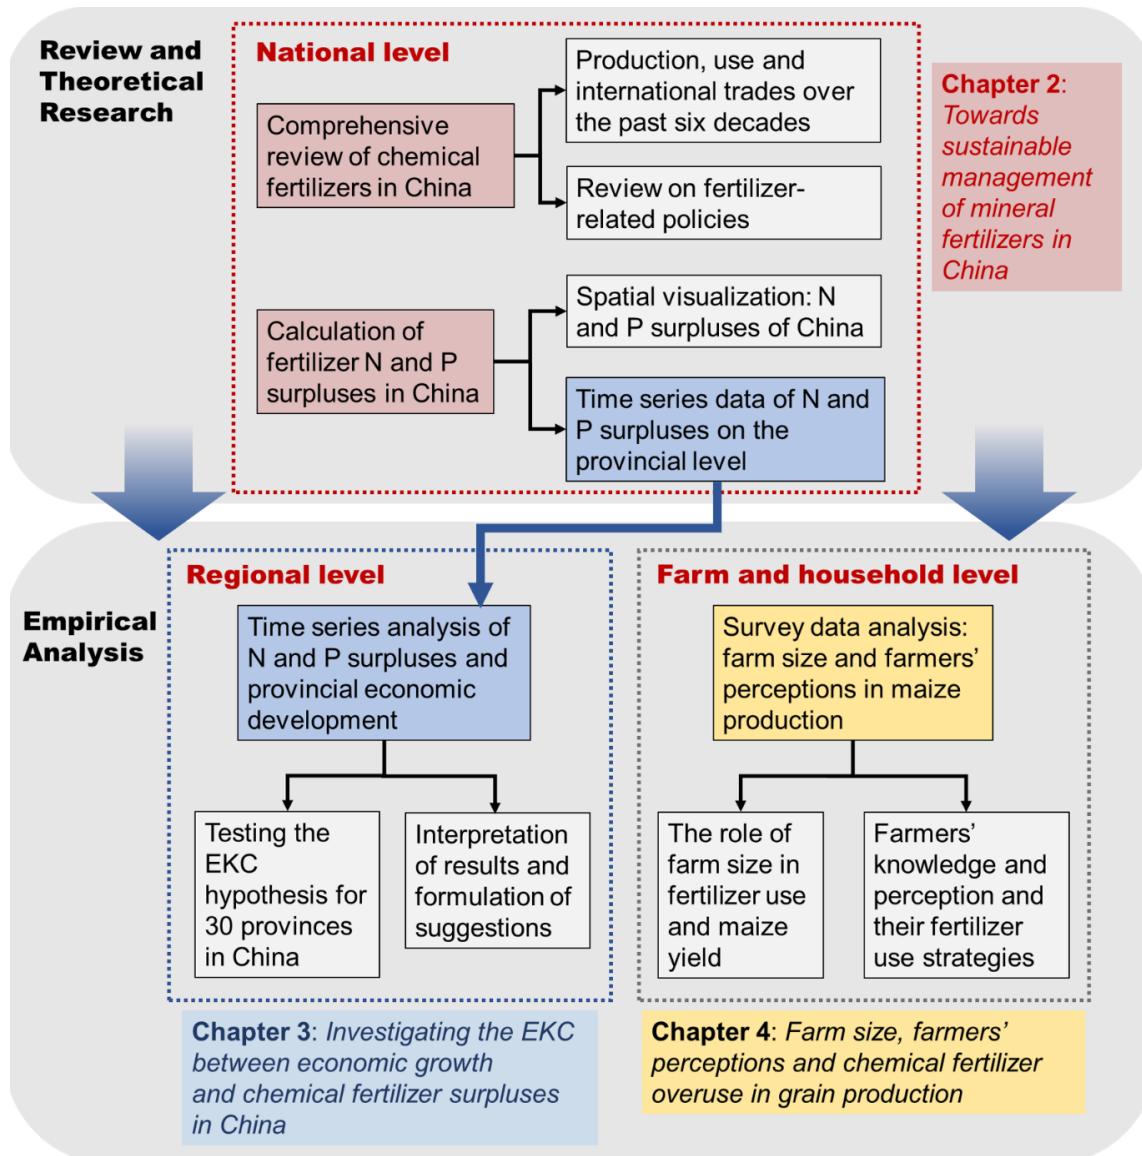 Review and
Theoretical
Research
National level
Comprehensive
review of chemical
fertilizers in China
Production, use and
international trades over
the past six decades
Review on fertilizer-
related policies
Calculation of
fertilizer N and P
surpluses in China
Spatial visualization: N
and P surpluses of China
Time series data of N and
P surpluses on the
provincial level
Chapter 2:
Towards
sustainable
management
of mineral
fertilizers in
China
Empirical
Analysis
Regional level
Time series analysis of
N and P surpluses and
provincial economic
development
Testing the
EKC
hypothesis for
30 provinces
in China
Interpretation
of results and
formulation of
suggestions
Chapter 3: Investigating the EKC
between economic growth
and chemical fertilizer surpluses
in China
Farm and household level
Survey data analysis:
farm size and farmers’
perceptions in maize
production
The role of
farm size in
fertilizer use
and maize
yield
Farmers’
knowledge and
perception and
their fertilizer
use strategies
Chapter 4: Farm size, farmers’
perceptions and chemical fertilizer
overuse in grain production